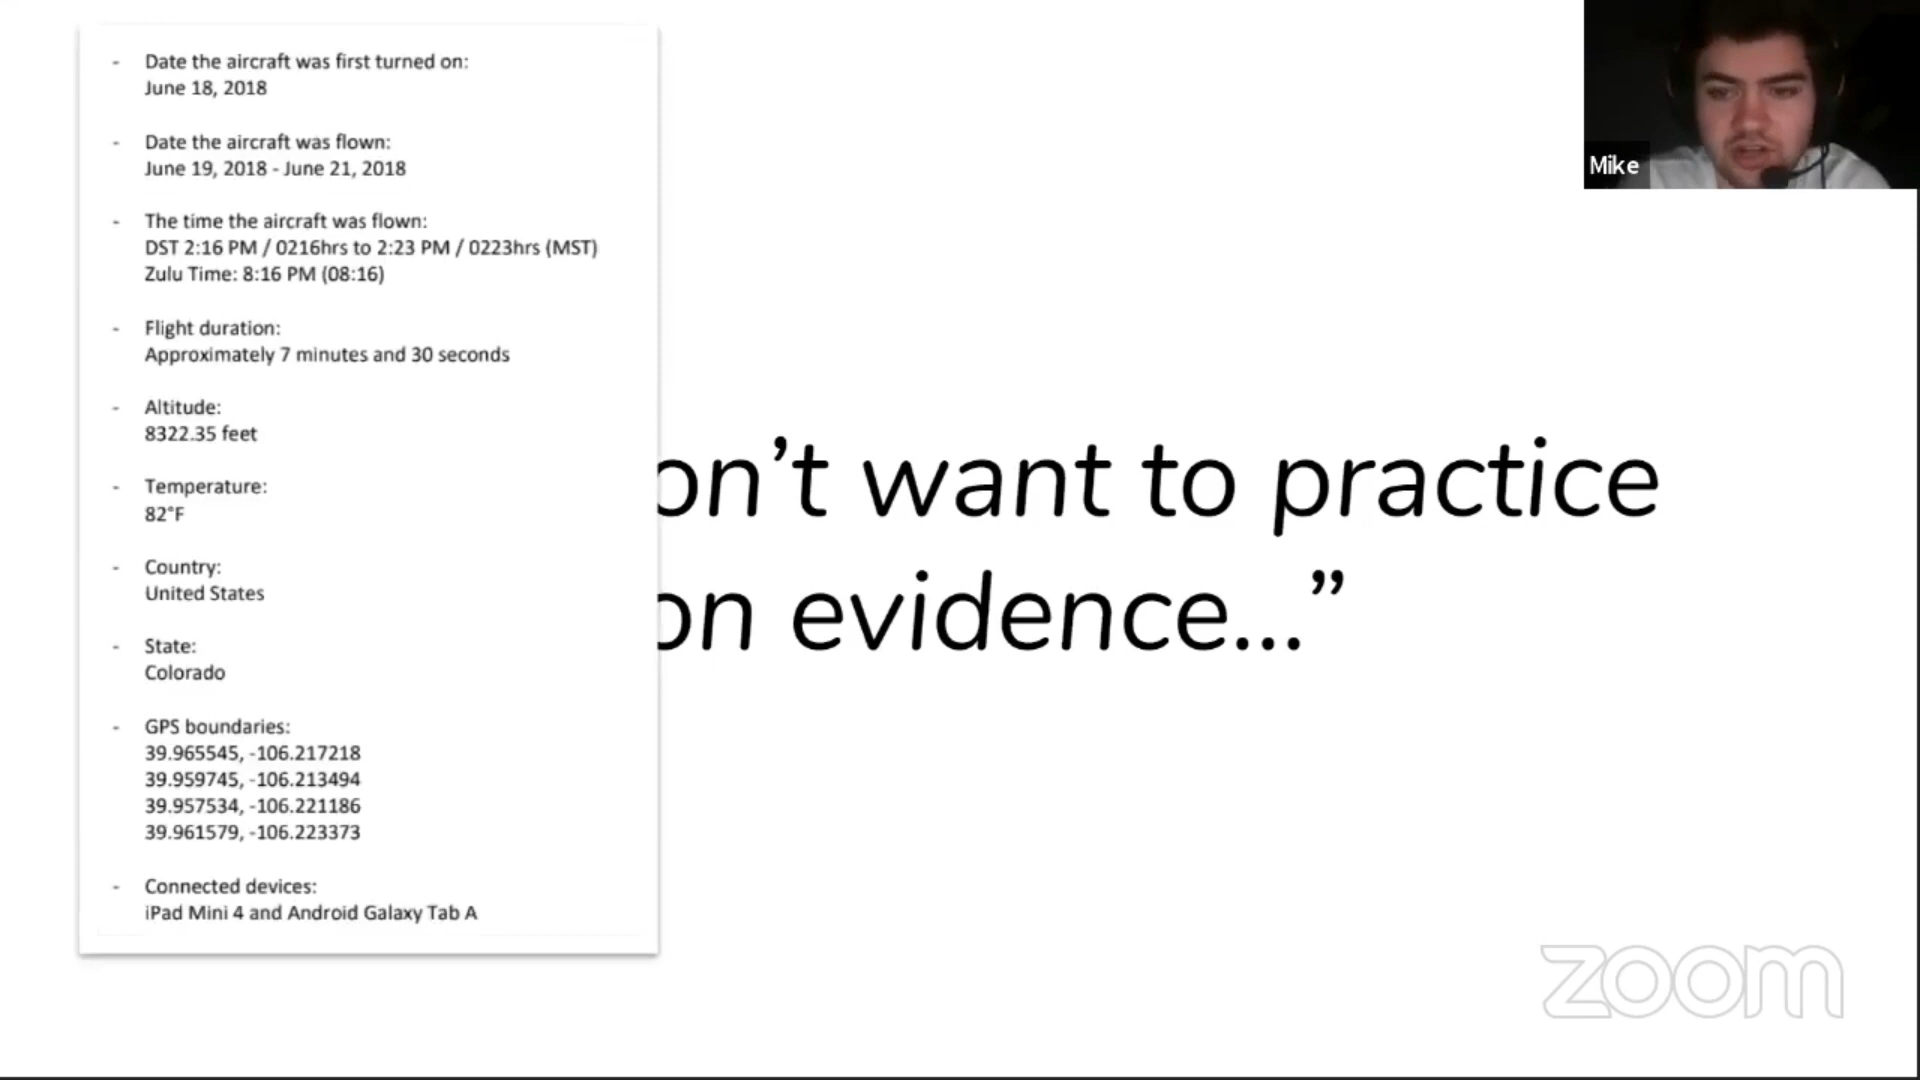 - Date the aircraft was first turned on:
June 18, 2018
- Date the aircraft was flown:
June 19, 2018 - June 21, 2018
- The time the aircraft was flown:
DST 2:16 PM / 0216hrs to 2:23 PM / 0223hrs (MST)
Zulu Time: 8:16 PM (08:16)
- Flight duration:
Approximately 7 minutes and 30 seconds
- Altitude:
8322.35 feet
- Temperature:
82°F
- Country:
United States
- State:
Colorado
- GPS boundaries:
39.965545, -106.217218
39.959745, -106.213494
39.957534, -106.221186
39.961579, -106.223373
- Connected devices:
iPad Mini 4 and Android Galaxy Tab A
on’t want to practice
on evidence...”
Mike
zoom